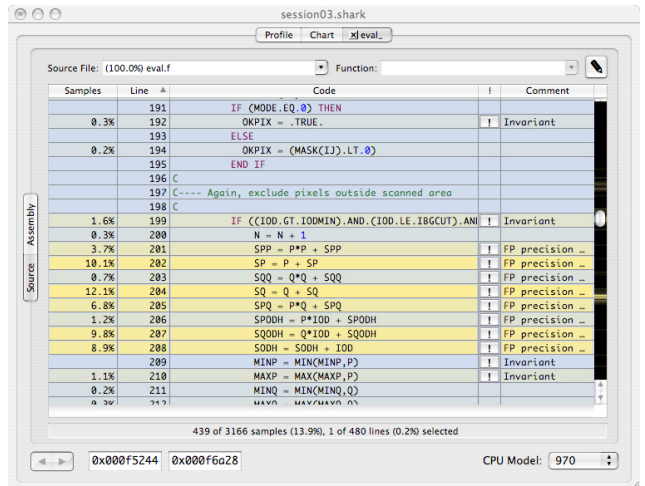 session03.shark
Profile Chart x eval_
Source File: (100.0%) eval.f Function:
Samples Line Code ! Comment
191 IF (MODE.EQ.0) THEN
0.3% 192 OKPIX = .TRUE. ! Invariant
193 ELSE
0.2% 194 OKPIX = (MASK(IJ).LT.0)
195 END IF
196 C
197 C---- Again, exclude pixels outside scanned area
198 C
1.6% 199 IF ((IOD.GT.IODMIN).AND.(IOD.LE.IBGCUT).ANI ! Invariant
0.3% 200 N = N + 1
3.7% 201 SPP = P*P + SPP ! FP precision …
10.1% 202 SP = P + SP ! FP precision …
0.7% 203 SQQ = Q*Q + SQQ ! FP precision …
12.1% 204 SQ = Q + SQ ! FP precision …
6.8% 205 SPQ = P*Q + SPQ ! FP precision …
1.2% 206 SPODH = P*IOD + SPODH ! FP precision …
9.8% 207 SQODH = Q*IOD + SQODH ! FP precision …
8.9% 208 SODH = SODH + IOD ! FP precision …
209 MINP = MIN(MINP,P) ! Invariant
1.1% 210 MAXP = MAX(MAXP,P) ! Invariant
0.2% 211 MINQ = MIN(MINQ,Q)
0.3% 212 MAXQ = MAX(MAXQ,Q)
Assembly
Source
439 of 3166 samples (13.9%), 1 of 480 lines (0.2%) selected
0x000f5244 0x000f6a28 CPU Model: 970